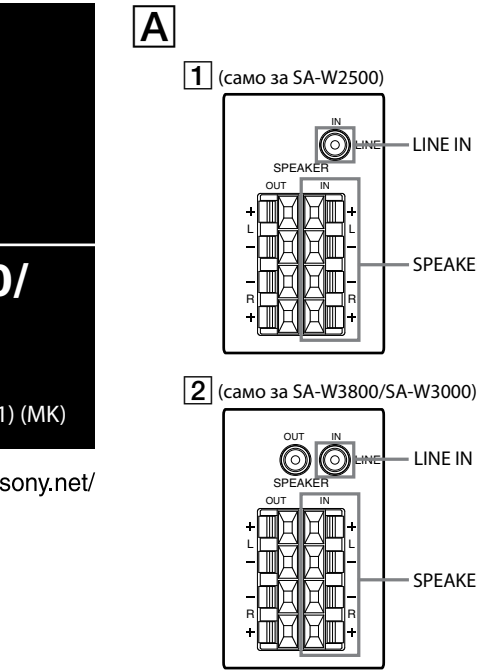 0/
1) (MK)
sony.net/
A
1 (само за SA-W2500)
IN
LINE
LINE IN
SPEAKER
OUT IN
+ +
L L
− −
SPEAKE
− −
R R
+ +
2 (само за SA-W3800/SA-W3000)
OUT IN
LINE
LINE IN
SPEAKER
OUT IN
+ +
L L
− −
SPEAKE
− −
R R
+ +